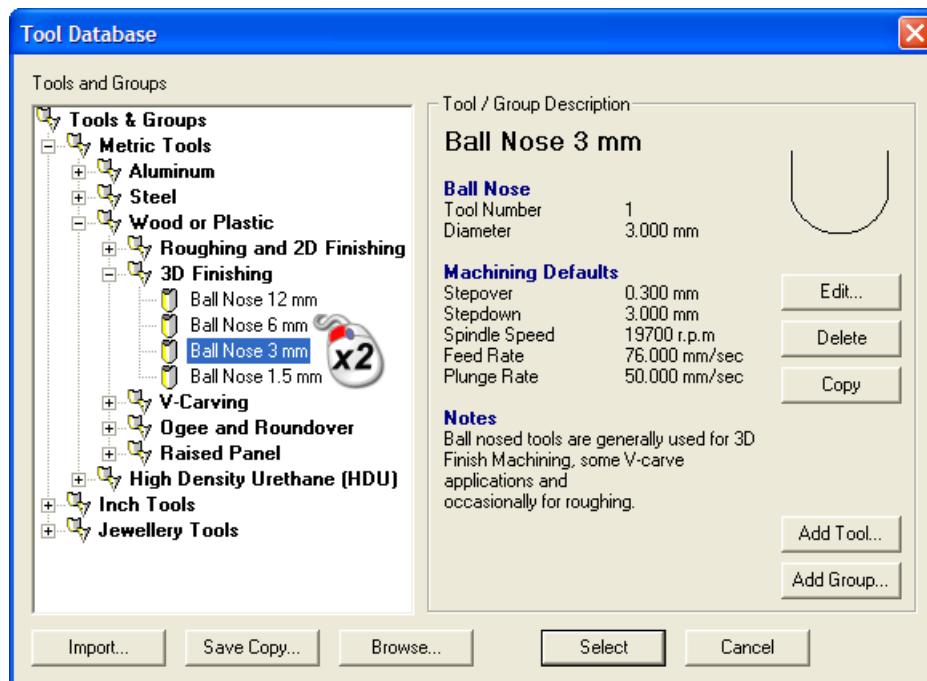 Tool Database
Tools and Groups
Tools & Groups
Metric Tools
Aluminum
Steel
Wood or Plastic
Roughing and 2D Finishing
3D Finishing
Ball Nose 12 mm
Ball Nose 6 mm
Ball Nose 3 mm
x2
Ball Nose 1.5 mm
V-Carving
Ogee and Roundover
Raised Panel
High Density Urethane (HDU)
Inch Tools
Jewellery Tools
Tool / Group Description
Ball Nose 3 mm
Ball Nose
Tool Number 1
Diameter 3.000 mm
Machining Defaults
Stepover 0.300 mm
Stepdown 3.000 mm
Spindle Speed 19700 r.p.m
Feed Rate 76.000 mm/sec
Plunge Rate 50.000 mm/sec
Notes
Ball nosed tools are generally used for 3D
Finish Machining, some V-carve
applications and
occasionally for roughing.
Edit...
Delete
Copy
Add Tool...
Add Group...
Import... Save Copy... Browse... Select Cancel